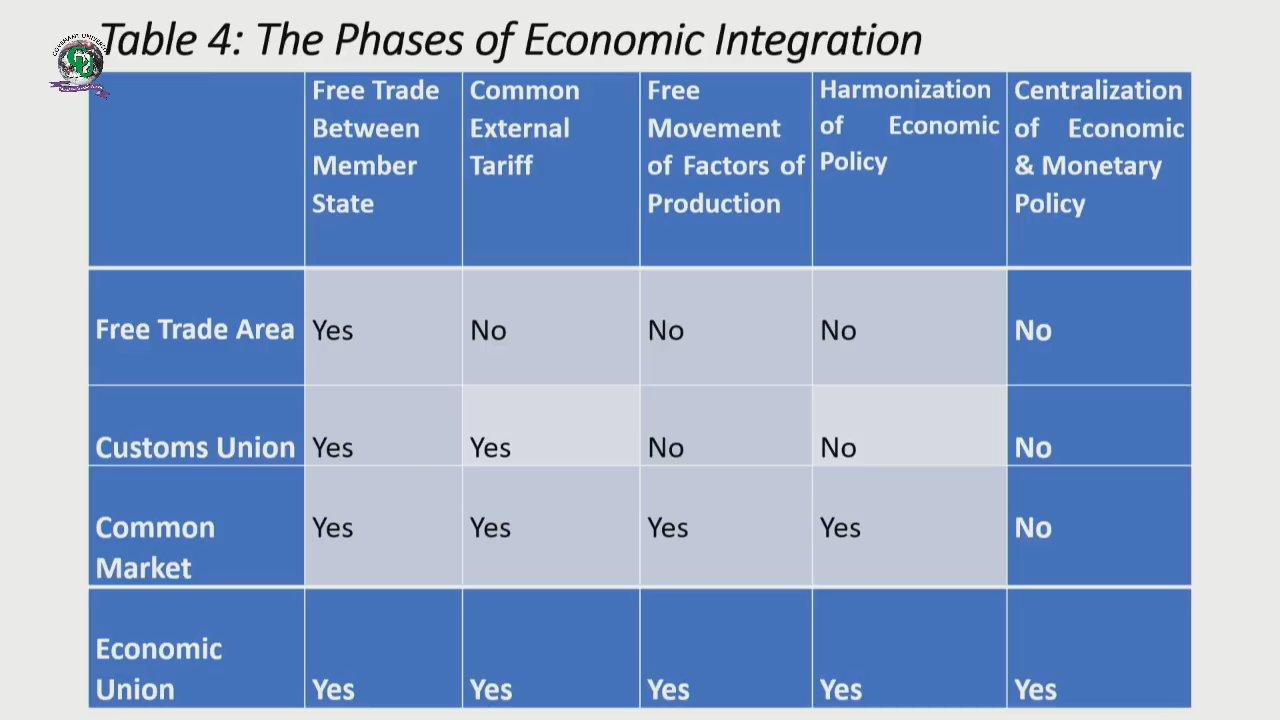 Table 4: The Phases of Economic Integration
COVENANT UNIVERSITY
Free Trade
Between
Member
State
Common
External
Tariff
Free
Movement
of Factors of
Production
Harmonization
of Economic
Policy
Centralization
of Economic
& Monetary
Policy
Free Trade Area
Yes
No
No
No
No
Customs Union
Yes
Yes
No
No
No
Common
Market
Yes
Yes
Yes
Yes
No
Economic
Union
Yes
Yes
Yes
Yes
Yes